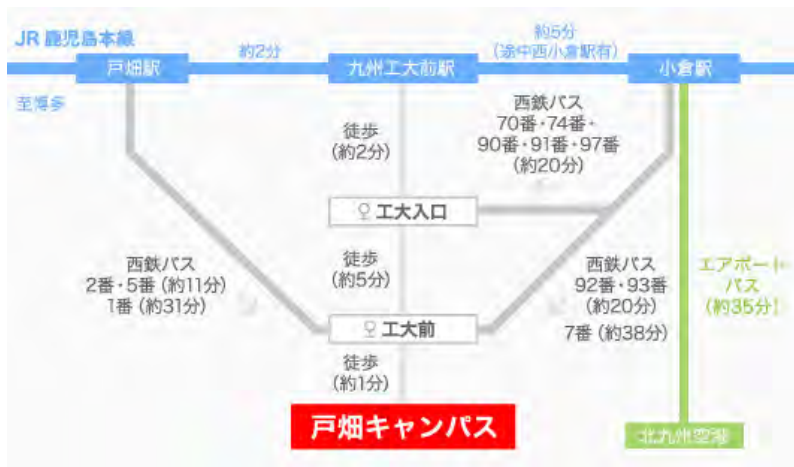 JR 鹿児島本線
約2分
約5分
(途中西小倉駅有)
戸畑駅
九州工大前駅
小倉駅
至博多
徒歩
(約2分)
西鉄バス
70番・74番・
90番・91番・97番
(約20分)
工大入口
西鉄バス
2番・5番 (約11分)
1番 (約31分)
徒歩
(約5分)
西鉄バス
92番・93番
(約20分)
7番 (約38分)
エアポート
バス
(約35分)
工大前
徒歩
(約1分)
戸畑キャンパス
北九州空港